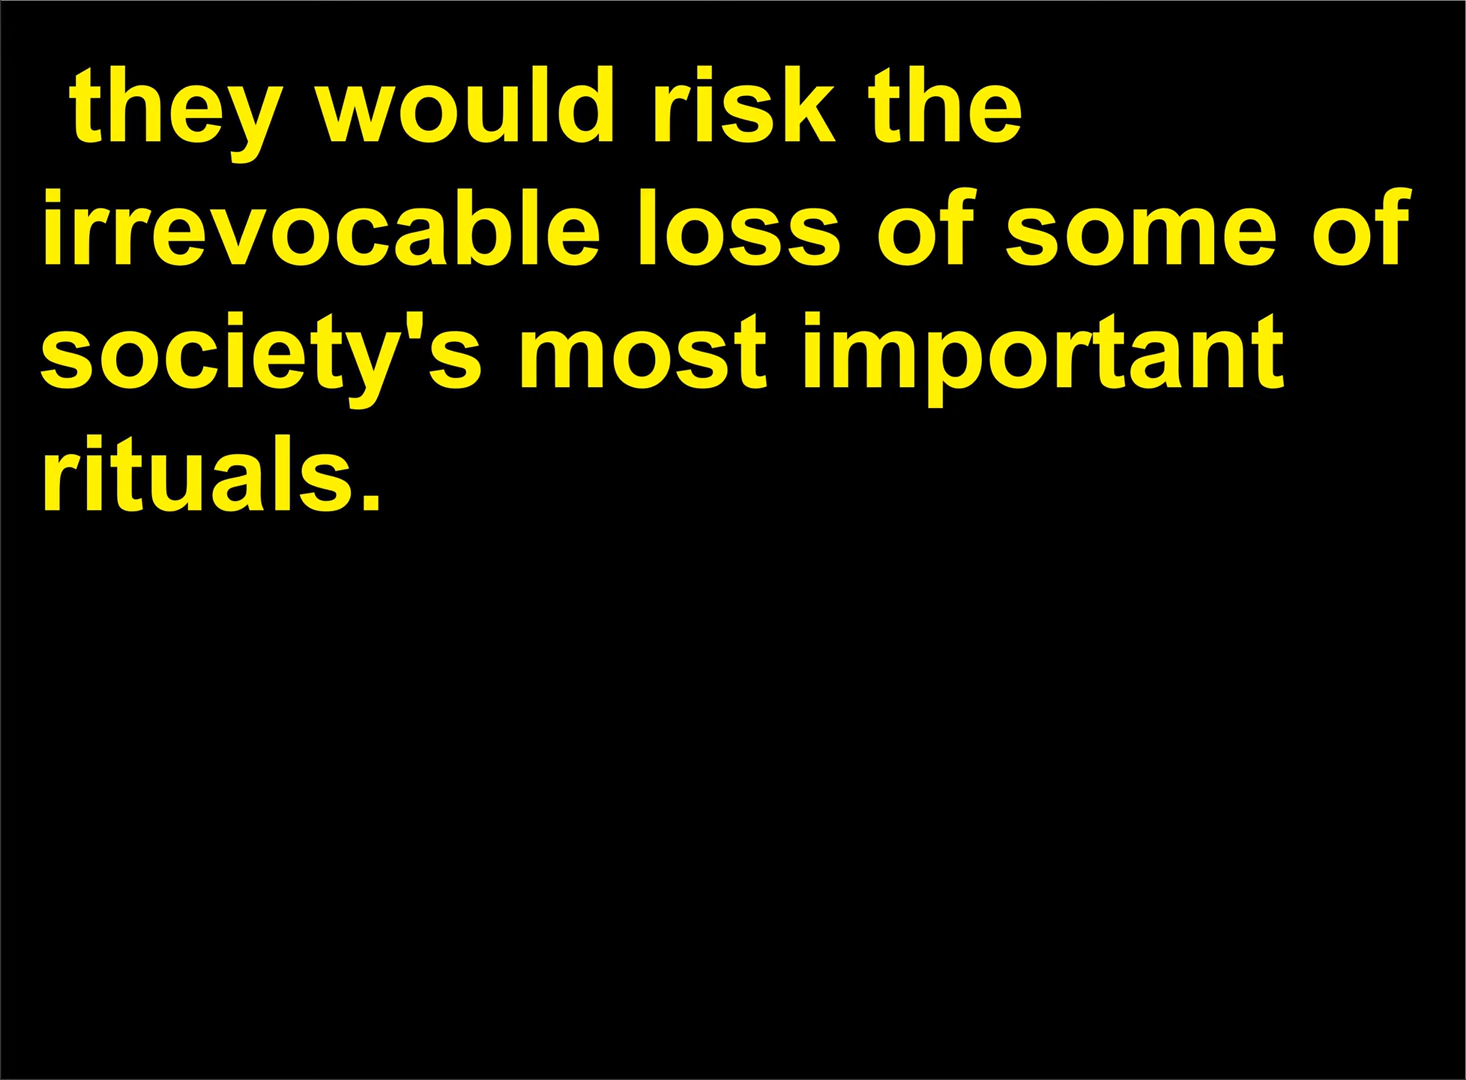 they would risk the
irrevocable loss of some of
society's most important
rituals.